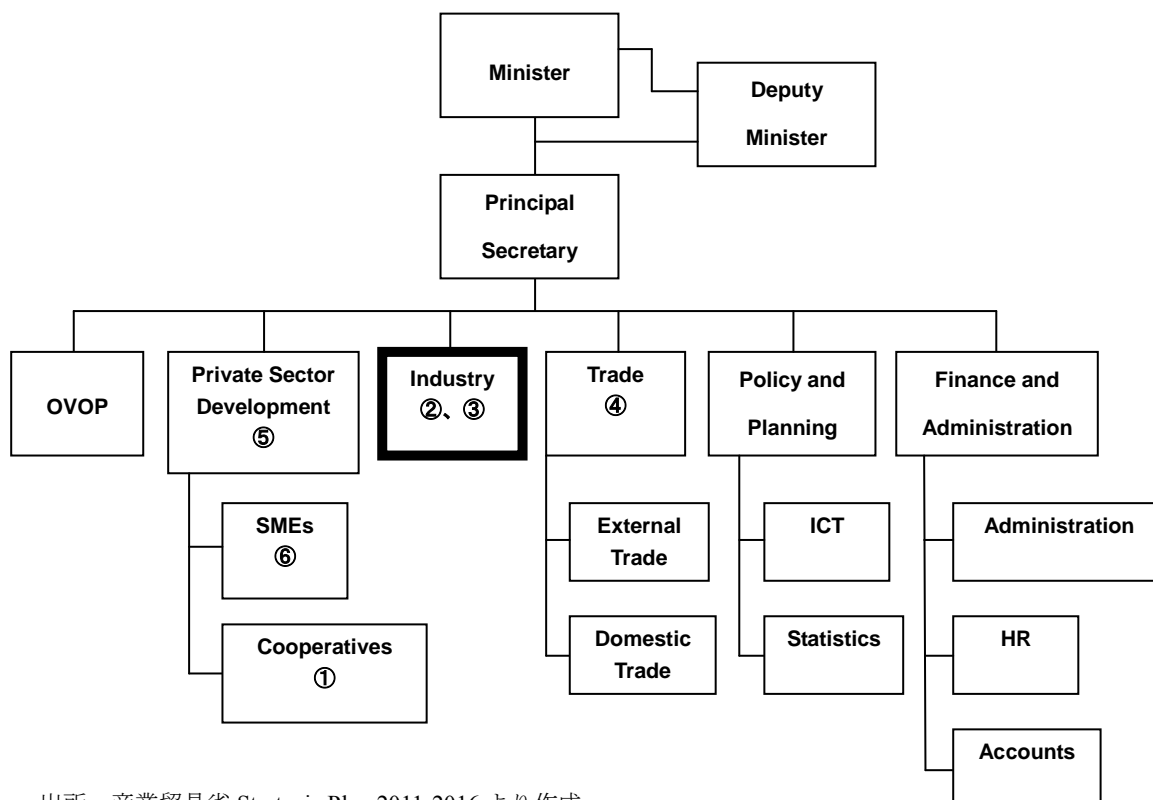 Minister
Deputy
Minister
Principal
Secretary
OVOP
Private Sector
Development
⑤
Industry
②、③
Trade
④
Policy and
Planning
Finance and
Administration
SMEs
⑥
Cooperatives
①
External
Trade
Domestic
Trade
ICT
Statistics
Administration
HR
Accounts